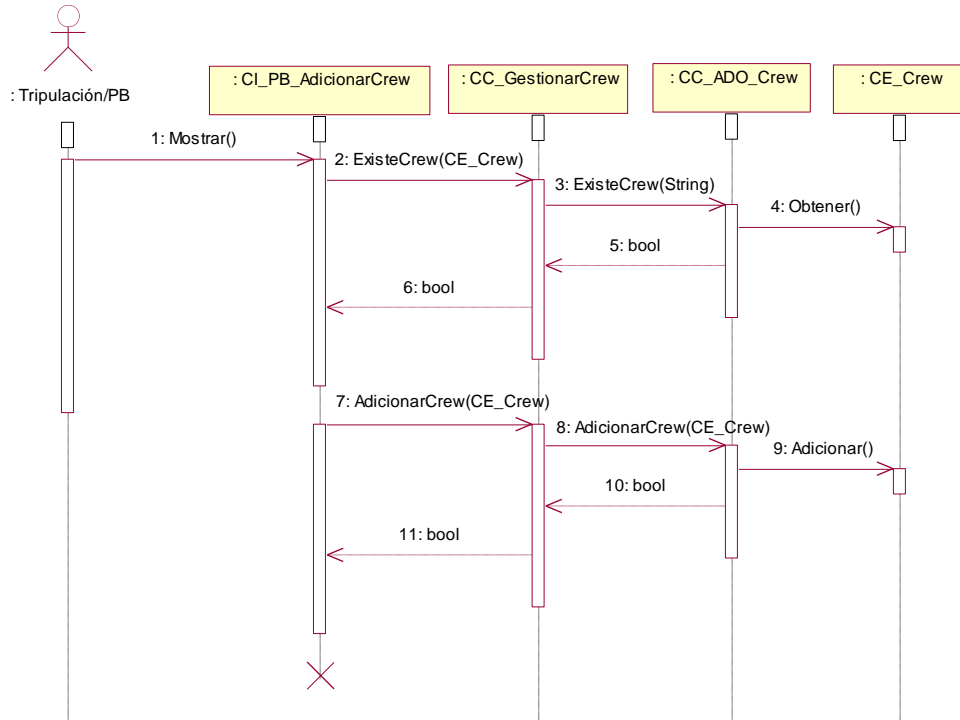 : Tripulación/PB
: CI_PB_AdicionarCrew
: CC_GestionarCrew
: CC_ADO_Crew
: CE_Crew
1: Mostrar()
2: ExisteCrew(CE_Crew)
3: ExisteCrew(String)
4: Obtener()
5: bool
6: bool
7: AdicionarCrew(CE_Crew)
8: AdicionarCrew(CE_Crew)
9: Adicionar()
10: bool
11: bool